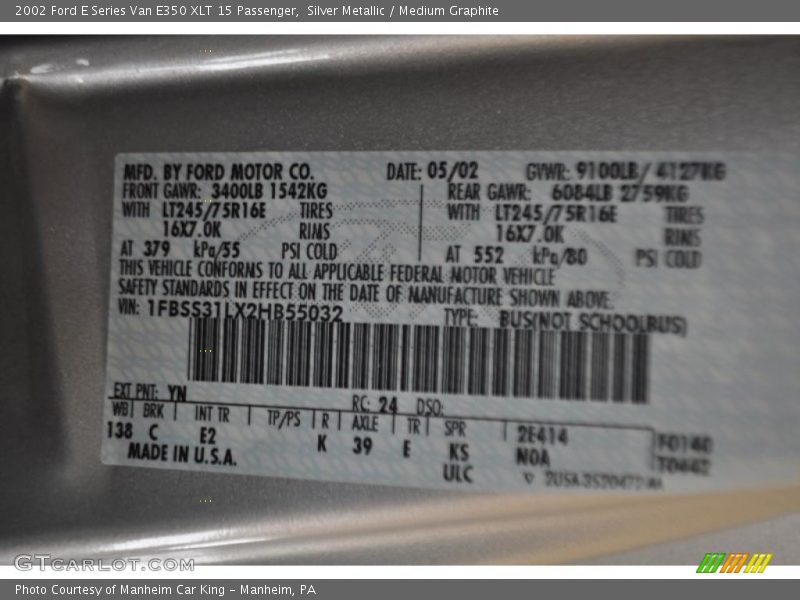 2002 Ford E Series Van E350 XLT 15 Passenger,  Silver Metallic / Medium Graphite
MFD. BY FORD MOTOR CO. DATE: 05/02 GVWR: 9100LB/ 4127KG
FRONT GAWR: 3400LB 1542KG REAR GAWR: 6084LB 2759KG
WITH LT245/75R16E TIRES WITH LT245/75R16E TIRES
16X7.0K RIMS 16X7.0K RIMS
AT 379 kPa/55 PSI COLD AT 552 kPa/80 PSI COLD
THIS VEHICLE CONFORMS TO ALL APPLICABLE FEDERAL MOTOR VEHICLE
SAFETY STANDARDS IN EFFECT ON THE DATE OF MANUFACTURE SHOWN ABOVE.
VIN: 1FBSS31LX2HB55032 TYPE: BUS(NOT SCHOOLBUS)
EXT PNT: YN RC: 24 DSO:
WB BRK INT TR TP/PS R AXLE TR SPR 2E414
138 C E2 K 39 E KS N0A
MADE IN U.S.A. ULC
GTCARLOT.COM
Photo Courtesy of Manheim Car King - Manheim, PA